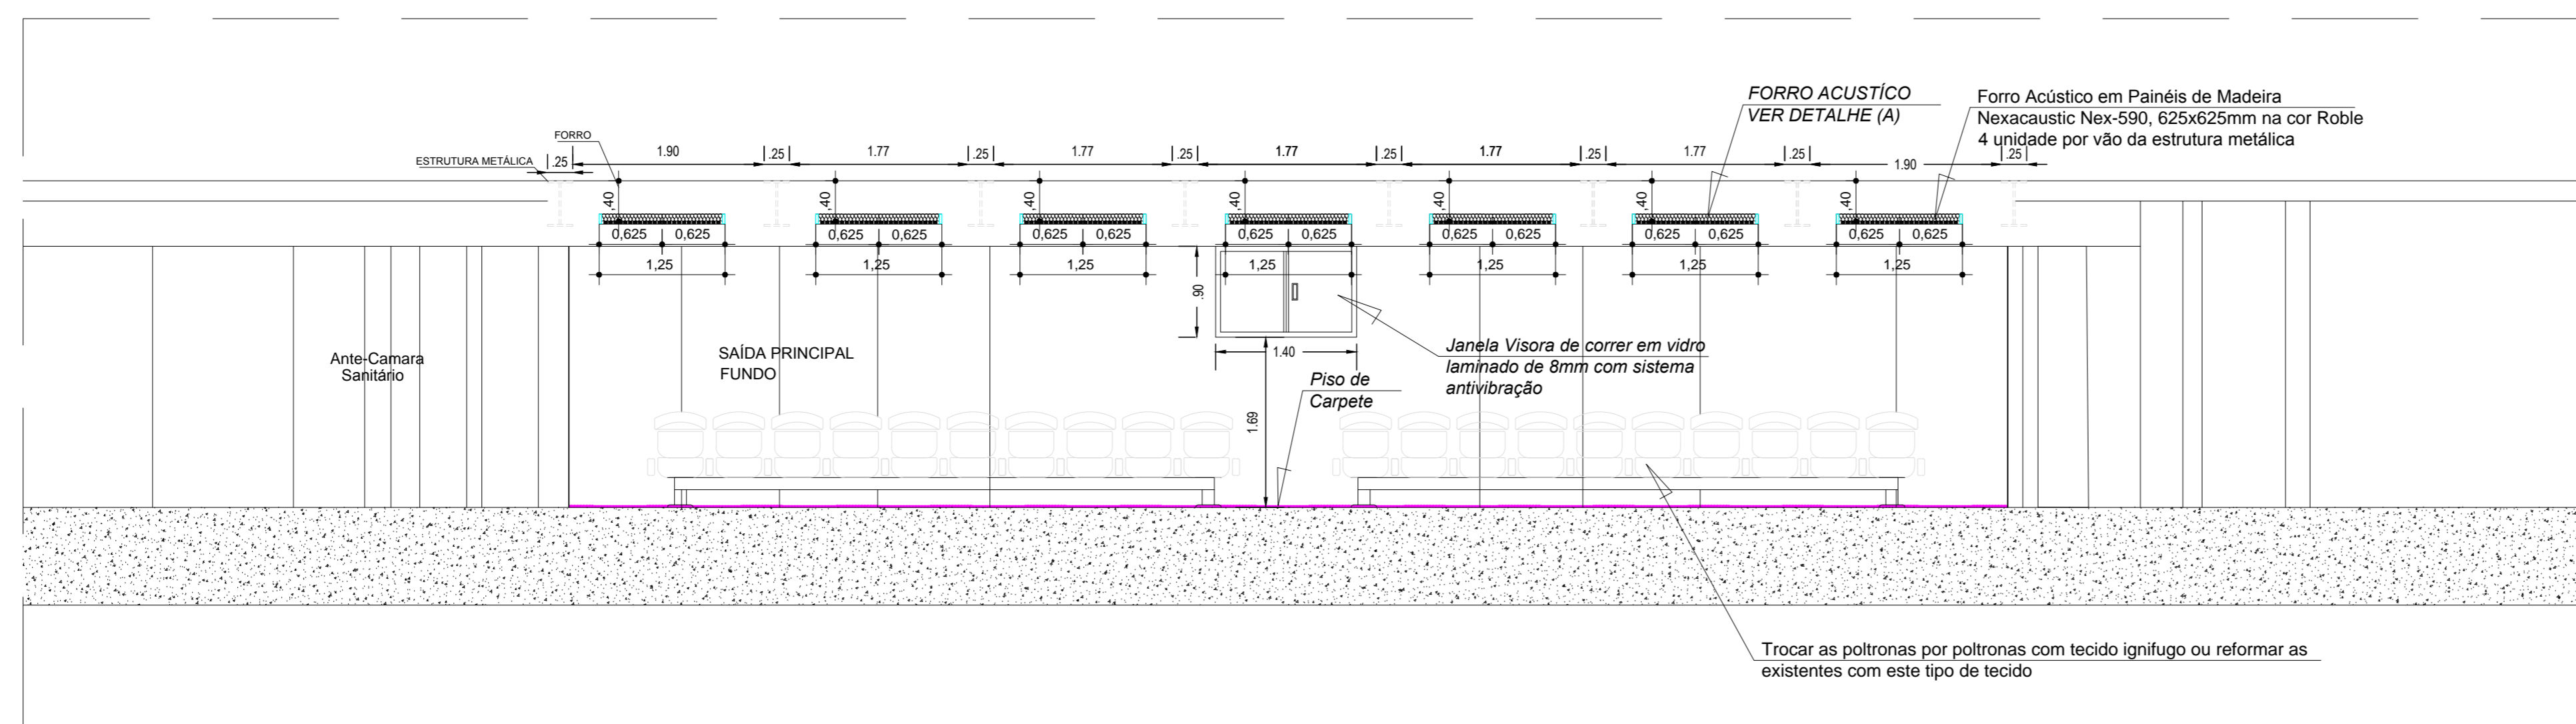 FORRO ACUSTÍCO
VER DETALHE (A)
Forro Acústico em Painéis de Madeira
Nexacaustic Nex-590, 625x625mm na cor Roble
4 unidade por vão da estrutura metálica
FORRO
ESTRUTURA METÁLICA
.25 1.90 .25 1.77 .25 1.77 .25 1.77 .25 1.77 .25 1.77 .25 1.90 .25
,40 ,40 ,40 ,40 ,40 ,40 ,40
0,625 0,625 0,625 0,625 0,625 0,625 0,625 0,625 0,625 0,625 0,625 0,625 0,625 0,625
1,25 1,25 1,25 1,25 1,25 1,25 1,25
.90
1.40
1.69
Ante-Camara
Sanitário
SAÍDA PRINCIPAL
FUNDO
Janela Visora de correr em vidro
laminado de 8mm com sistema
antivibração
Piso de
Carpete
Trocar as poltronas por poltronas com tecido ignifugo ou reformar as
existentes com este tipo de tecido